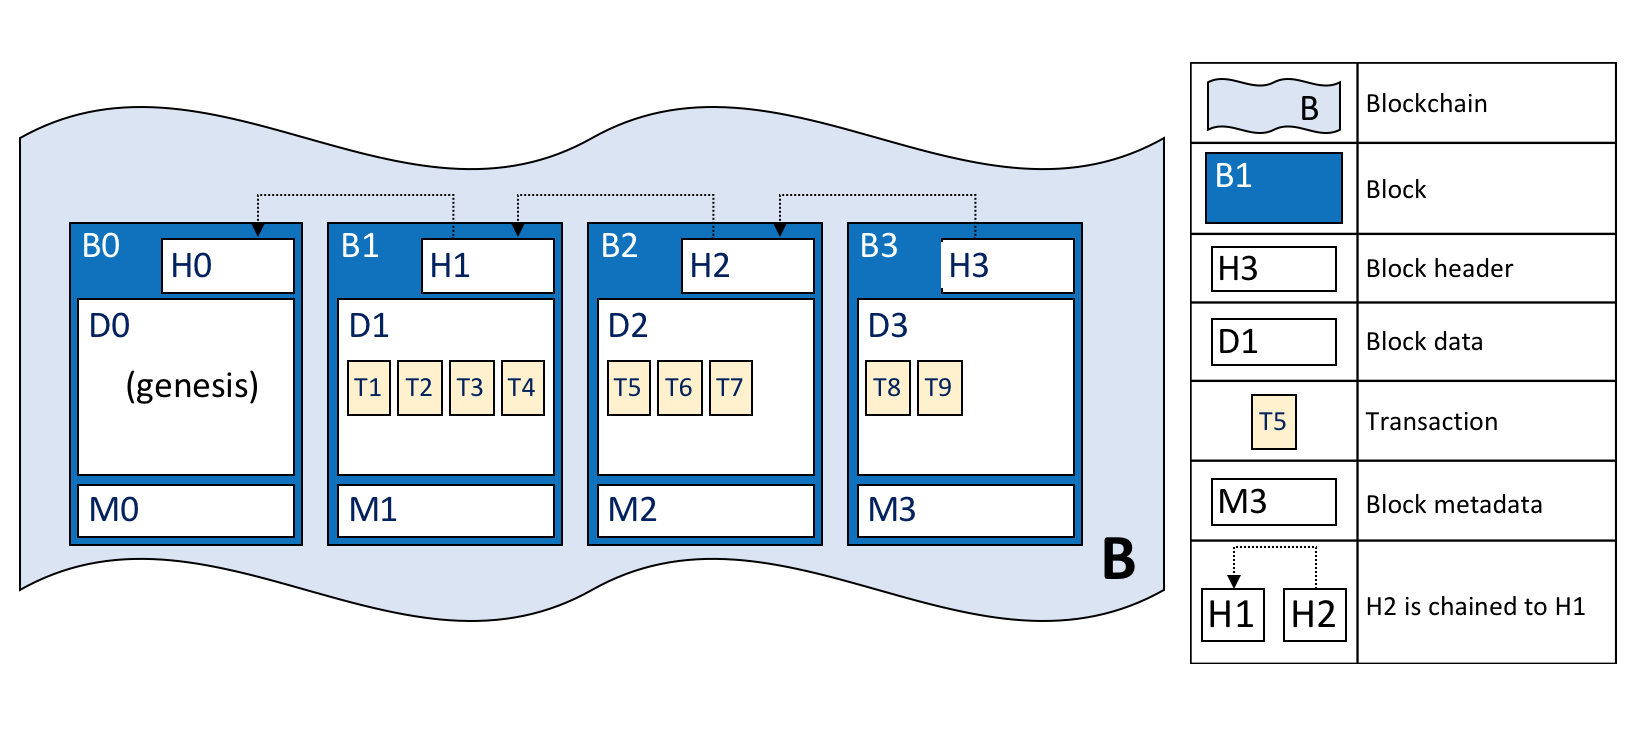 B0
H0
D0
(genesis)
M0
B1
H1
D1
T1 T2 T3 T4
M1
B2
H2
D2
T5 T6 T7
M2
B3
H3
D3
T8 T9
M3
B
B Blockchain
B1 Block
H3 Block header
D1 Block data
T5 Transaction
M3 Block metadata
H1 H2 H2 is chained to H1